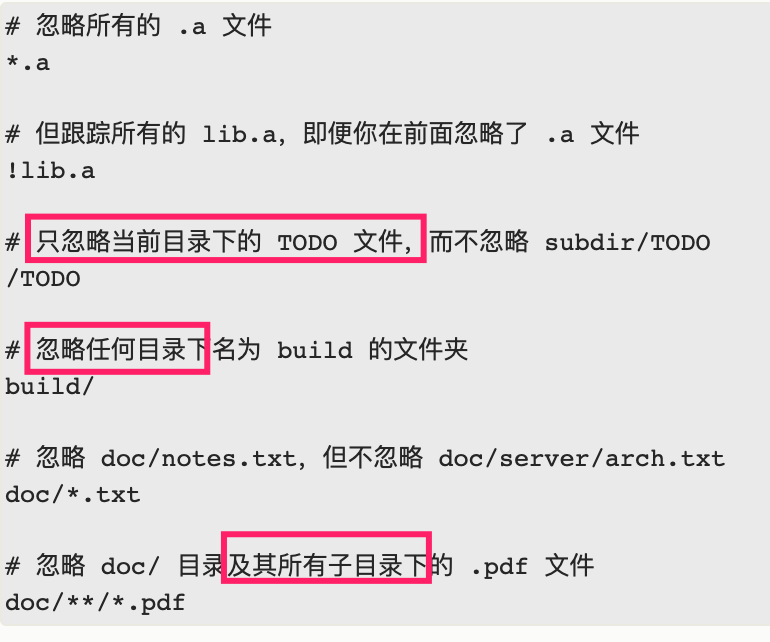 # 忽略所有的 .a 文件
*.a
# 但跟踪所有的 lib.a，即便你在前面忽略了 .a 文件
!lib.a
# 只忽略当前目录下的 TODO 文件，而不忽略 subdir/TODO
/TODO
# 忽略任何目录下名为 build 的文件夹
build/
# 忽略 doc/notes.txt，但不忽略 doc/server/arch.txt
doc/*.txt
# 忽略 doc/ 目录及其所有子目录下的 .pdf 文件
doc/**/*.pdf